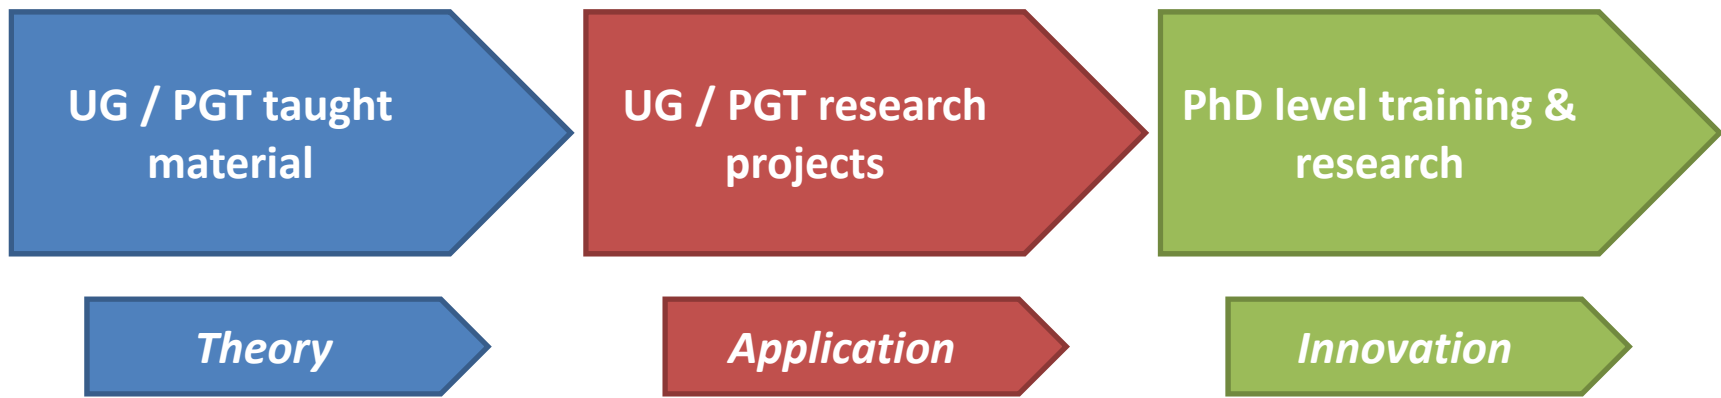 UG / PGT taught
material
UG / PGT research
projects
PhD level training &
research
Theory
Application
Innovation